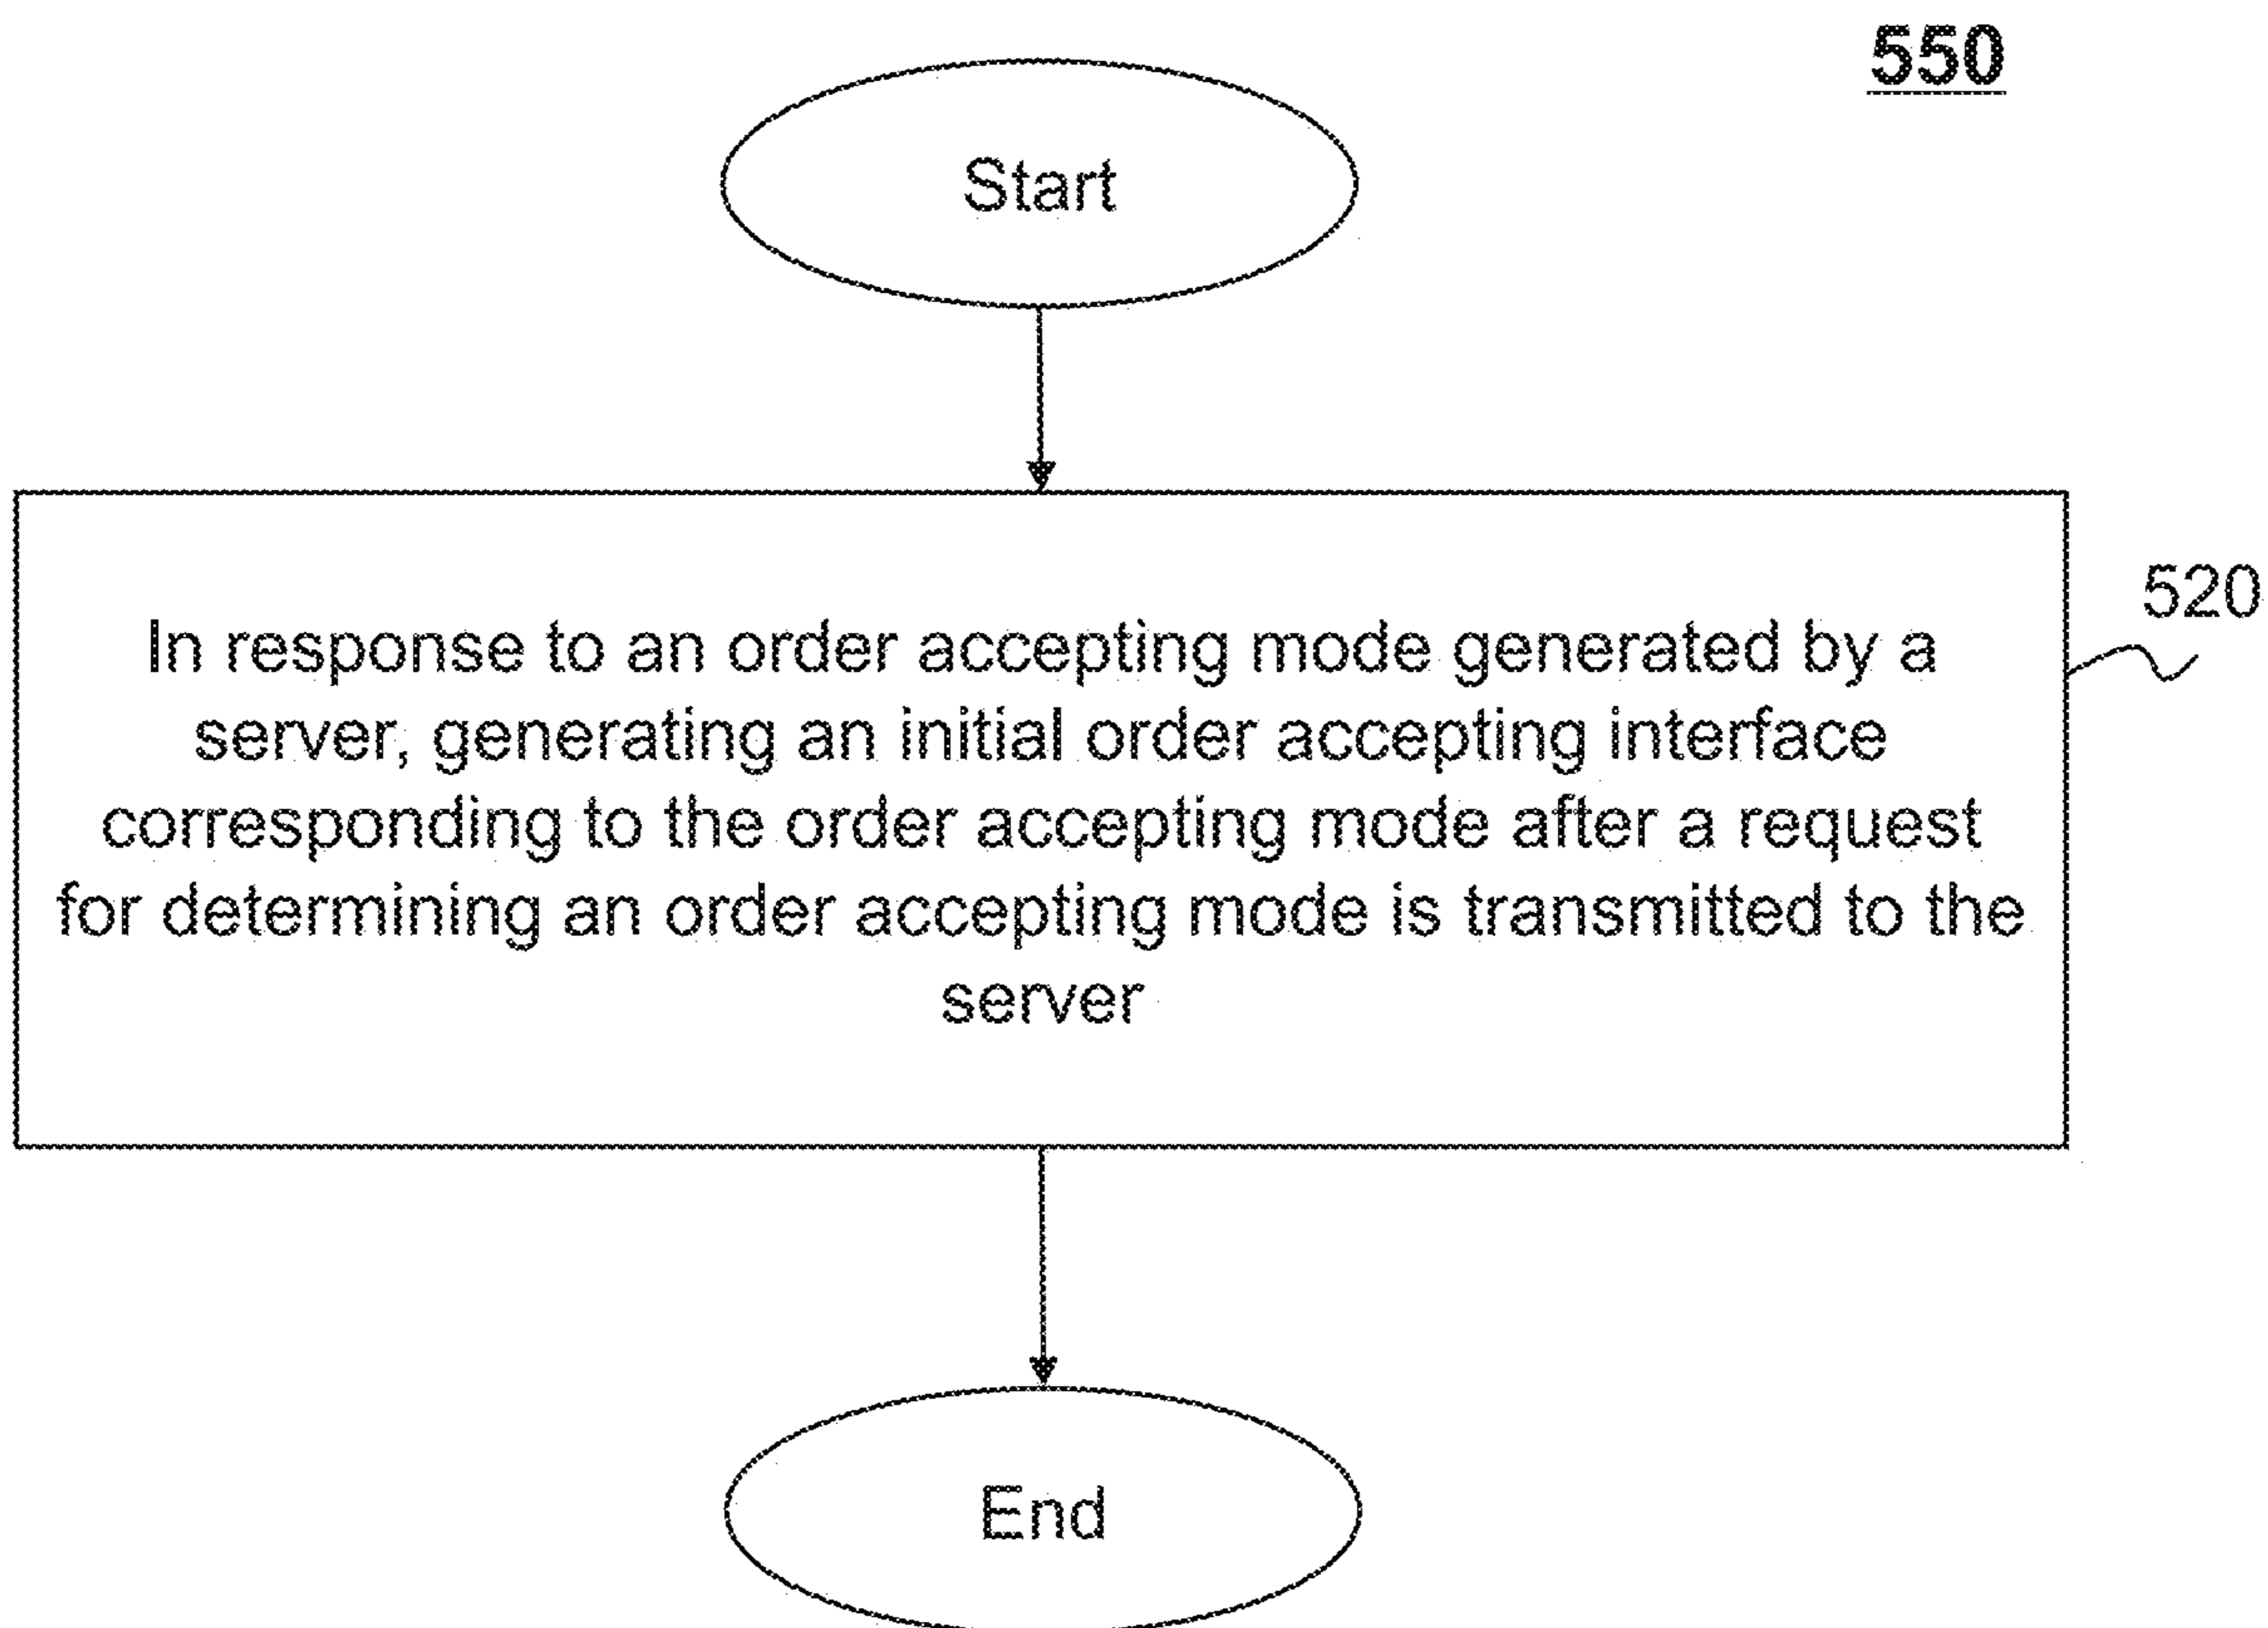 550
Start
In response to an order accepting mode generated by a
server, generating an initial order accepting interface
corresponding to the order accepting mode after a request
for determining an order accepting mode is transmitted to the
server
520
End